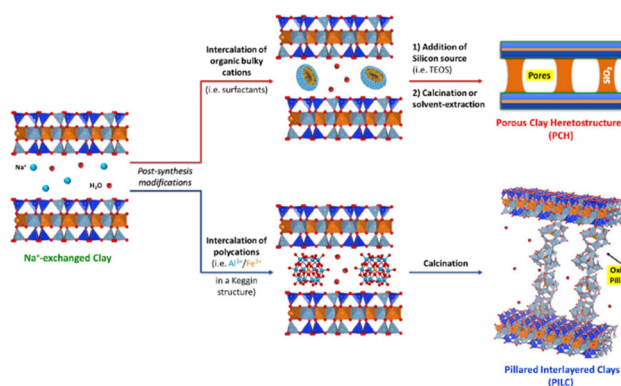 Intercalation of
organic bulky
cations
(i.e. surfactants)
1) Addition of
Silicon source
(i.e. TEOS)
2) Calcination or
solvent-extraction
Pores
SiO₂
Porous Clay Heretostructure
(PCH)
Na⁺
H₂O
Na⁺-exchanged Clay
Post-synthesis
modifications
Intercalation of
polycations
(i.e. Al³⁺/Fe³⁺
in a Keggin
structure)
Calcination
Oxi
Pill
Pillared Interlayered Clays
(PILC)